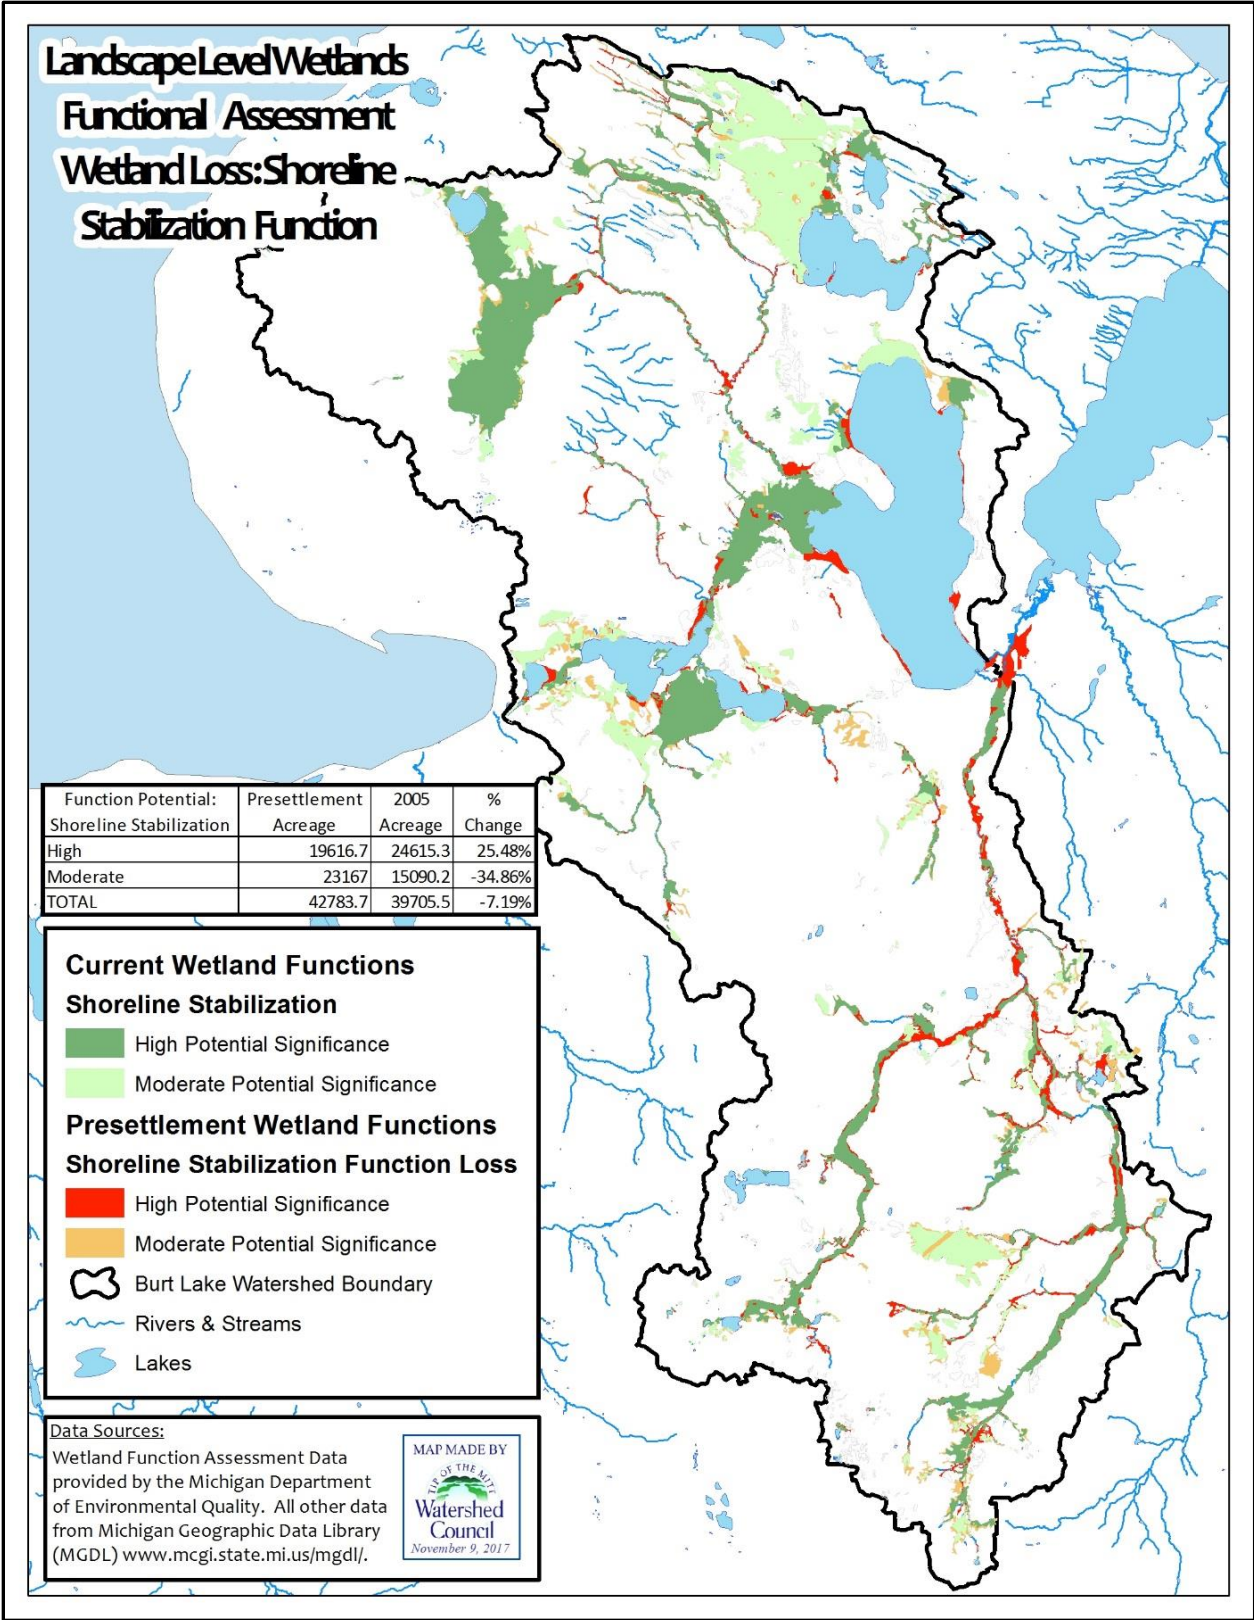 Landscape Level Wetlands
Functional Assessment
Wetland Loss: Shoreline
Stabilization Function
Function Potential: Shoreline Stabilization Presettlement Acreage 2005 Acreage % Change
High 19616.7 24615.3 25.48%
Moderate 23167 15090.2 -34.86%
TOTAL 42783.7 39705.5 -7.19%
Current Wetland Functions
Shoreline Stabilization
High Potential Significance
Moderate Potential Significance
Presettlement Wetland Functions
Shoreline Stabilization Function Loss
High Potential Significance
Moderate Potential Significance
Burt Lake Watershed Boundary
Rivers & Streams
Lakes
Data Sources:
Wetland Function Assessment Data
provided by the Michigan Department
of Environmental Quality. All other data
from Michigan Geographic Data Library
(MGDL) www.mcgi.state.mi.us/mgdl/.
MAP MADE BY
TIP OF THE MITT
Watershed
Council
November 9, 2017